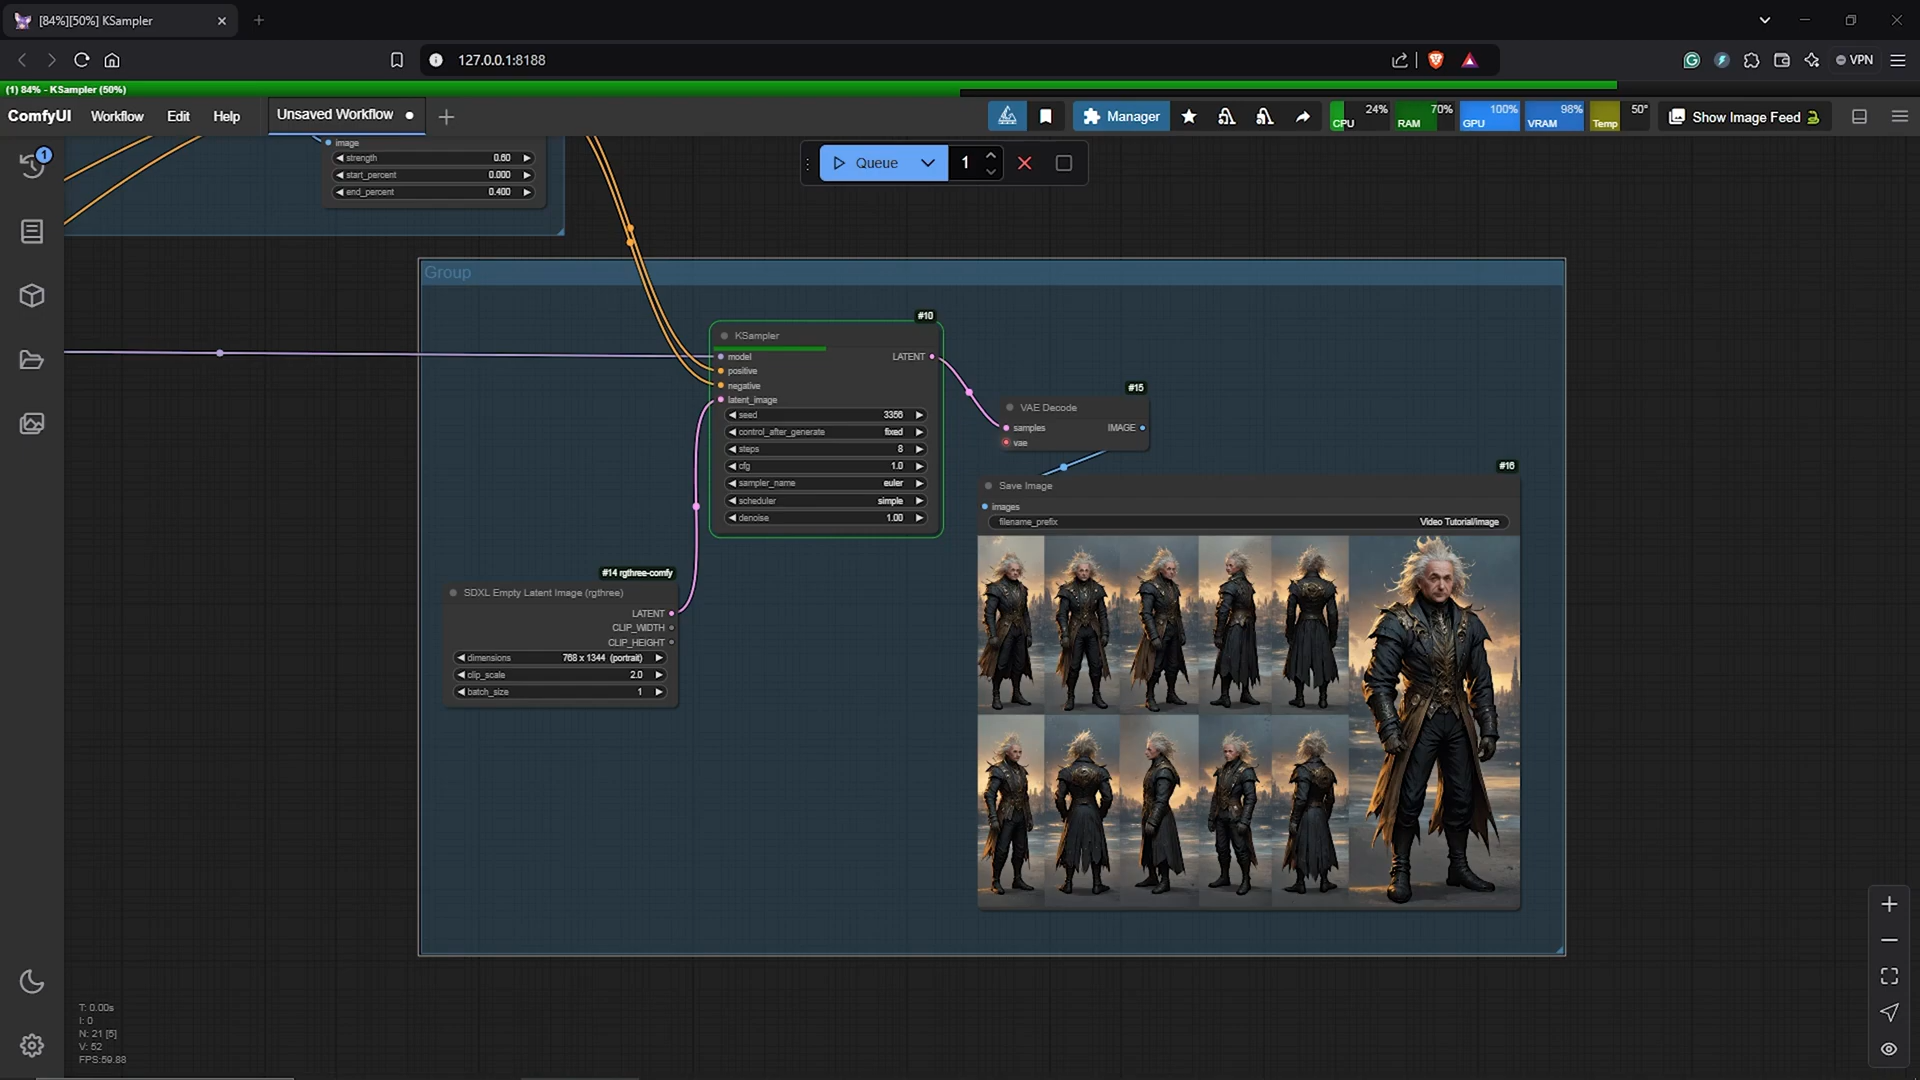 [84%][50%] KSampler
127.0.0.1:8188
VPN
(1) 84% - KSampler (50%)
ComfyUI
Workflow
Edit
Help
Unsaved Workflow
Manager
24%
CPU
70%
RAM
100%
GPU
98%
VRAM
50°
Temp
Show Image Feed
1
image
strength 0.60
start_percent 0.000
end_percent 0.400
Queue
1
Group
#10
KSampler
model LATENT
positive
negative
latent_image
seed 3356
control_after_generate fixed
steps 8
cfg 1.0
sampler_name euler
scheduler simple
denoise 1.00
#15
VAE Decode
samples IMAGE
vae
#16
Save Image
images
filename_prefix Video Tutorial/image
#14 rgthree-comfy
SDXL Empty Latent Image (rgthree)
LATENT
CLIP_WIDTH
CLIP_HEIGHT
dimensions 768 x 1344 (portrait)
clip_scale 2.0
batch_size 1
T: 0.00s
I: 0
N: 21 [5]
V: 52
FPS:59.88